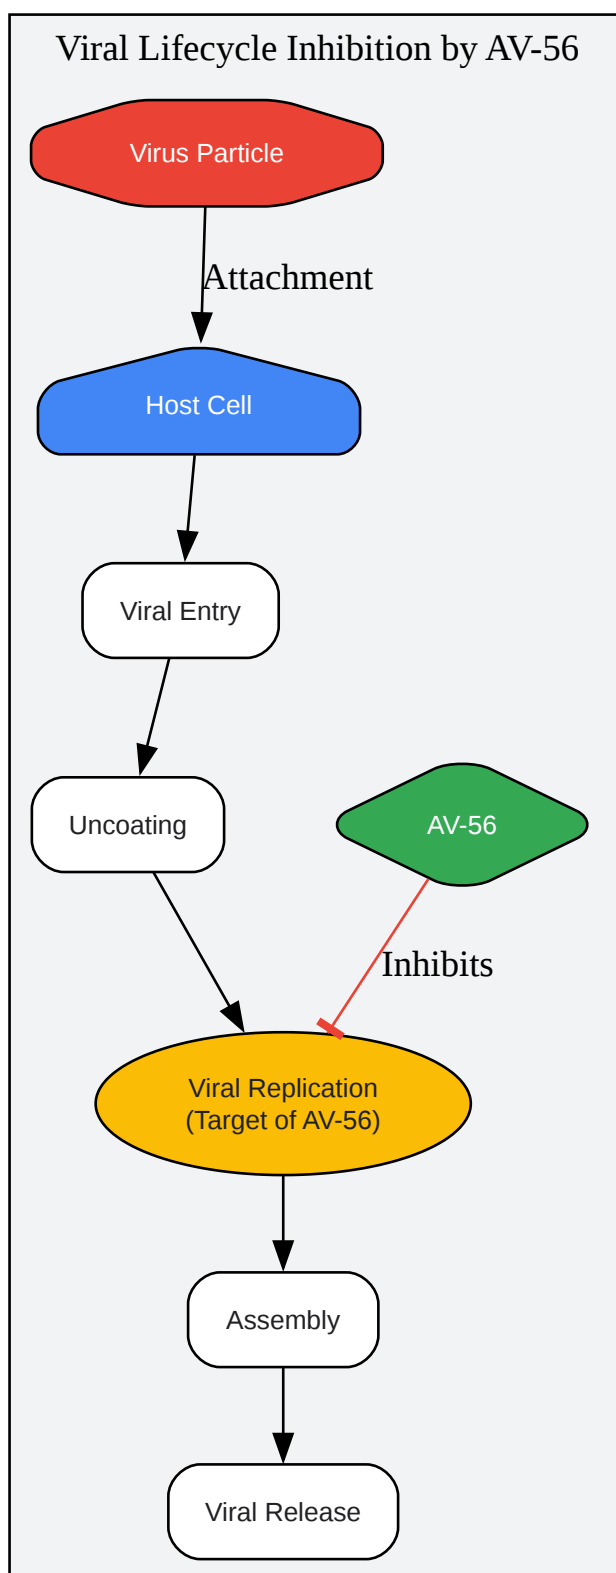 Viral Lifecycle Inhibition by AV-56
Virus Particle
Attachment
Host Cell
Viral Entry
Uncoating
AV-56
Inhibits
Viral Replication
(Target of AV-56)
Assembly
Viral Release